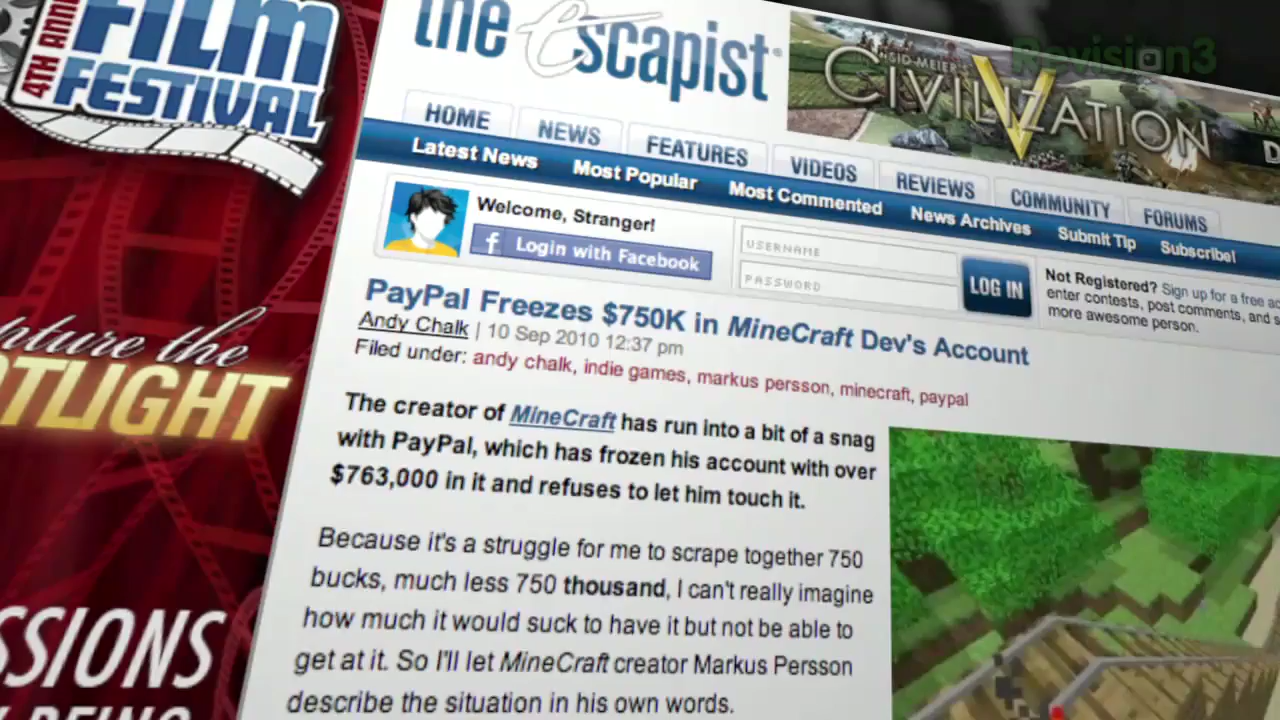 4TH ANN
FILM
FESTIVAL
pture the
OTLIGHT
SSIONS
BEING
the escapist
SID MEIER'S
CIVILIZATION V
D
Revision3
HOME
NEWS
FEATURES
VIDEOS
REVIEWS
COMMUNITY
FORUMS
Latest News
Most Popular
Most Commented
News Archives
Submit Tip
Subscribe!
Welcome, Stranger!
f Login with Facebook
USERNAME
PASSWORD
LOG IN
Not Registered? Sign up for a free a
enter contests, post comments, and s
more awesome person.
PayPal Freezes $750K in MineCraft Dev's Account
Andy Chalk | 10 Sep 2010 12:37 pm
Filed under: andy chalk, indie games, markus persson, minecraft, paypal
The creator of MineCraft has run into a bit of a snag
with PayPal, which has frozen his account with over
$763,000 in it and refuses to let him touch it.
Because it's a struggle for me to scrape together 750
bucks, much less 750 thousand, I can't really imagine
how much it would suck to have it but not be able to
get at it. So I'll let MineCraft creator Markus Persson
describe the situation in his own words.